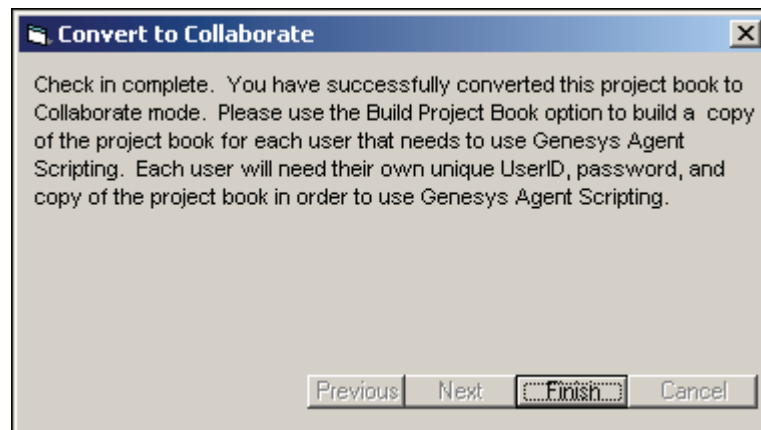 Convert to Collaborate
Check in complete. You have successfully converted this project book to
Collaborate mode. Please use the Build Project Book option to build a copy
of the project book for each user that needs to use Genesys Agent
Scripting. Each user will need their own unique UserID, password, and
copy of the project book in order to use Genesys Agent Scripting.
Previous Next Finish Cancel